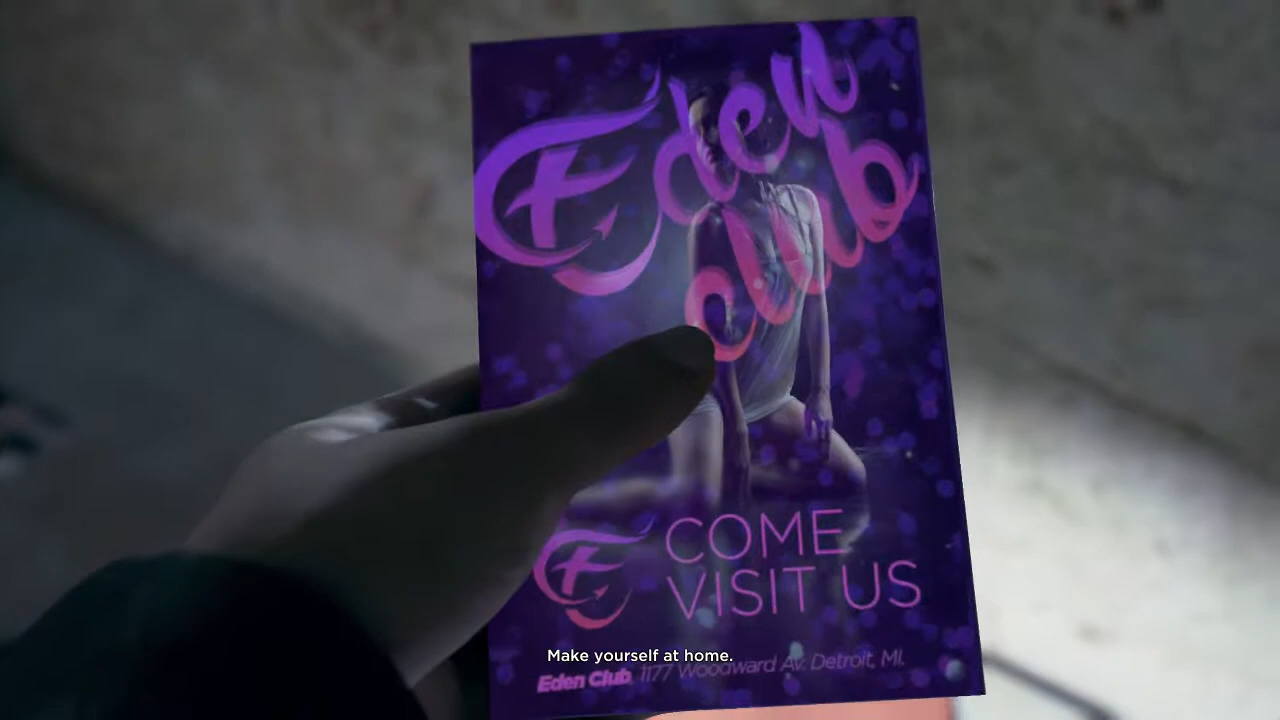 Eden
club
COME
VISIT US
Make yourself at home.
Eden Club 1177 Woodward Av. Detroit, MI.